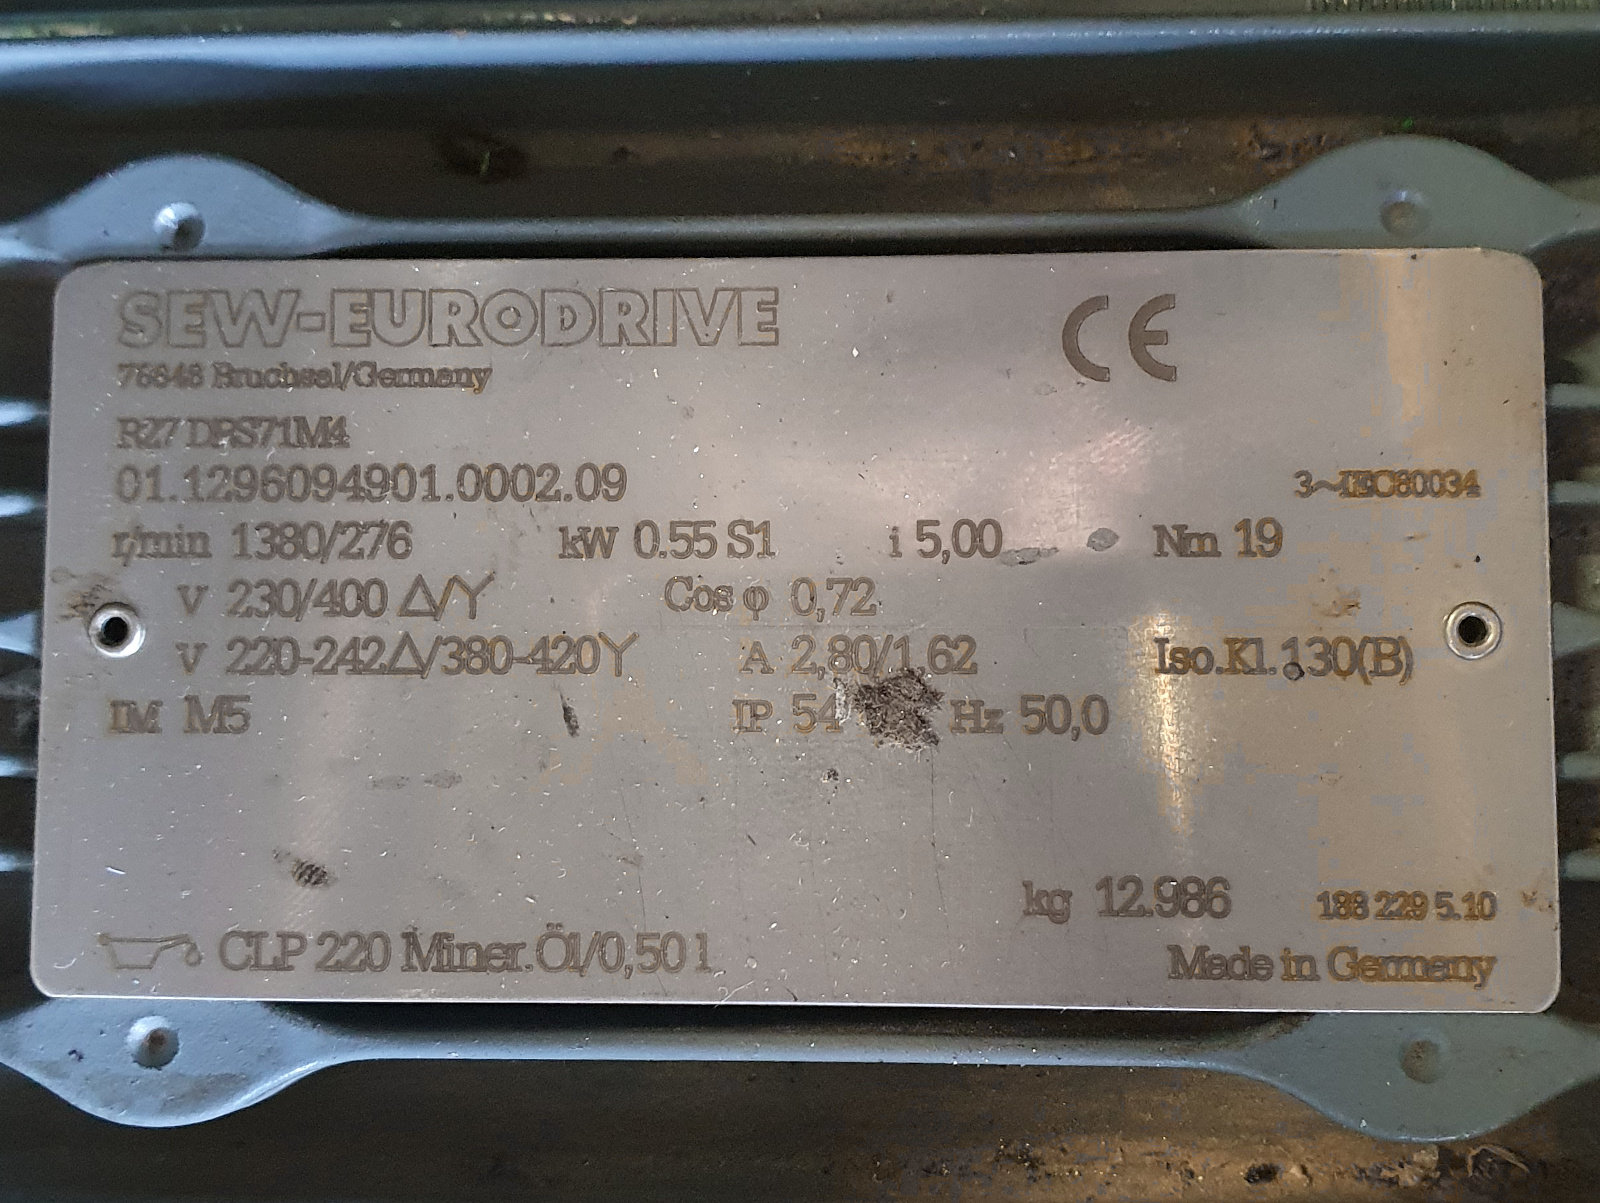 SEW-EURODRIVE
CE
76646 Bruchsal/Germany
R27 DRS71M4
01.1296094901.0002.09
3~IEC60034
r/min 1380/276 kW 0.55 S1 i 5,00 Nm 19
V 230/400 Δ/Y Cos φ 0,72
V 220-242Δ/380-420Y A 2,80/1,62 Iso.Kl.130(B)
IM M5 IP 54 Hz 50,0
kg 12.986 188 229 5.10
CLP 220 Miner.Öl/0,50 l
Made in Germany